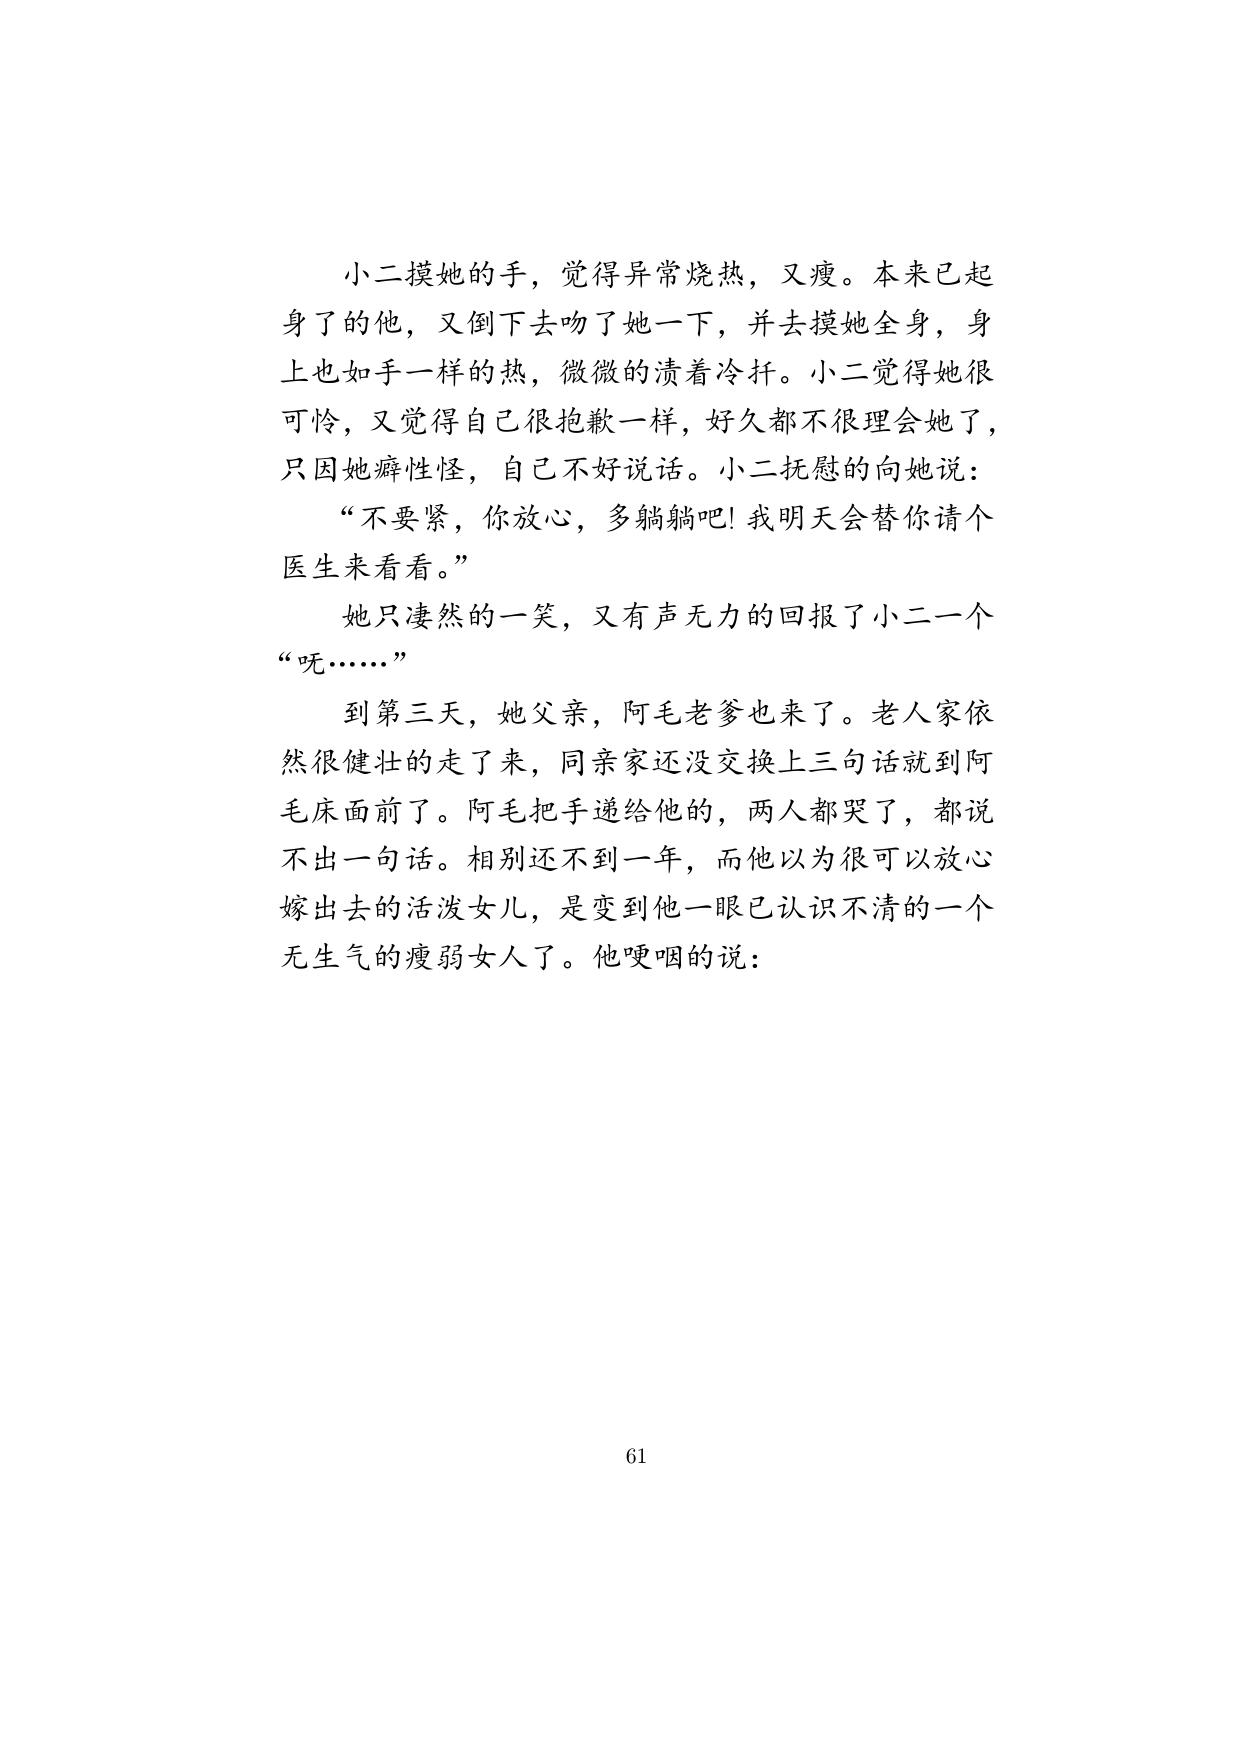 小二摸她的手，觉得异常烧热，又瘦。本来已起
身了的他，又倒下去吻了她一下，并去摸她全身，身
上也如手一样的热，微微的渍着冷扦。小二觉得她很
可怜，又觉得自己很抱歉一样，好久都不很理会她了，
只因她癖性怪，自己不好说话。小二抚慰的向她说：
“不要紧，你放心，多躺躺吧！我明天会替你请个
医生来看看。”
她只凄然的一笑，又有声无力的回报了小二一个
“呒……”
到第三天，她父亲，阿毛老爹也来了。老人家依
然很健壮的走了来，同亲家还没交换上三句话就到阿
毛床面前了。阿毛把手递给他的，两人都哭了，都说
不出一句话。相别还不到一年，而他以为很可以放心
嫁出去的活泼女儿，是变到他一眼已认识不清的一个
无生气的瘦弱女人了。他哽咽的说：
61